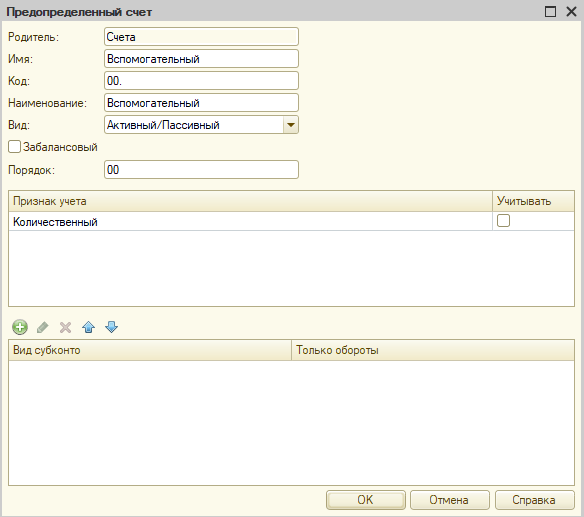 Предопределенный счет
Родитель: Счета
Имя: Вспомогательный
Код: 00.
Наименование: Вспомогательный
Вид: Активный/Пассивный
Забалансовый
Порядок: 00
Признак учета Учитывать
Количественный
Вид субконто Только обороты
OK Отмена Справка